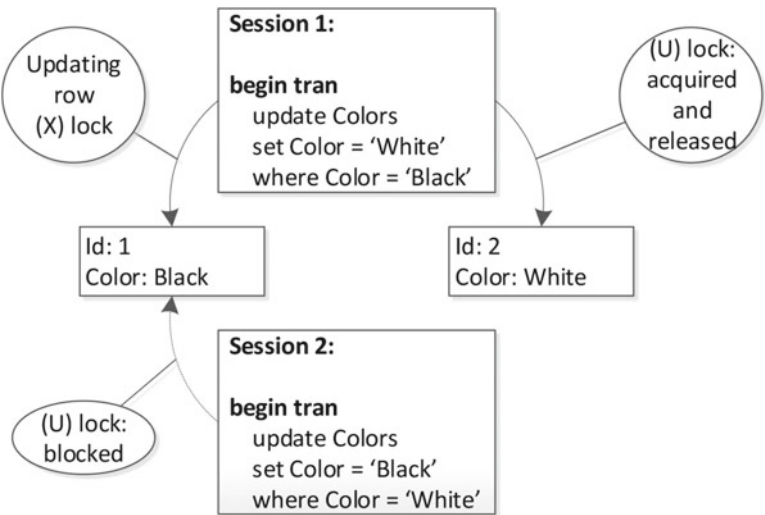 Session 1:
begin tran
update Colors
set Color = ‘White’
where Color = ‘Black’
Updating
row
(X) lock
(U) lock:
acquired
and
released
Id: 1
Color: Black
Id: 2
Color: White
Session 2:
begin tran
update Colors
set Color = ‘Black’
where Color = ‘White’
(U) lock:
blocked